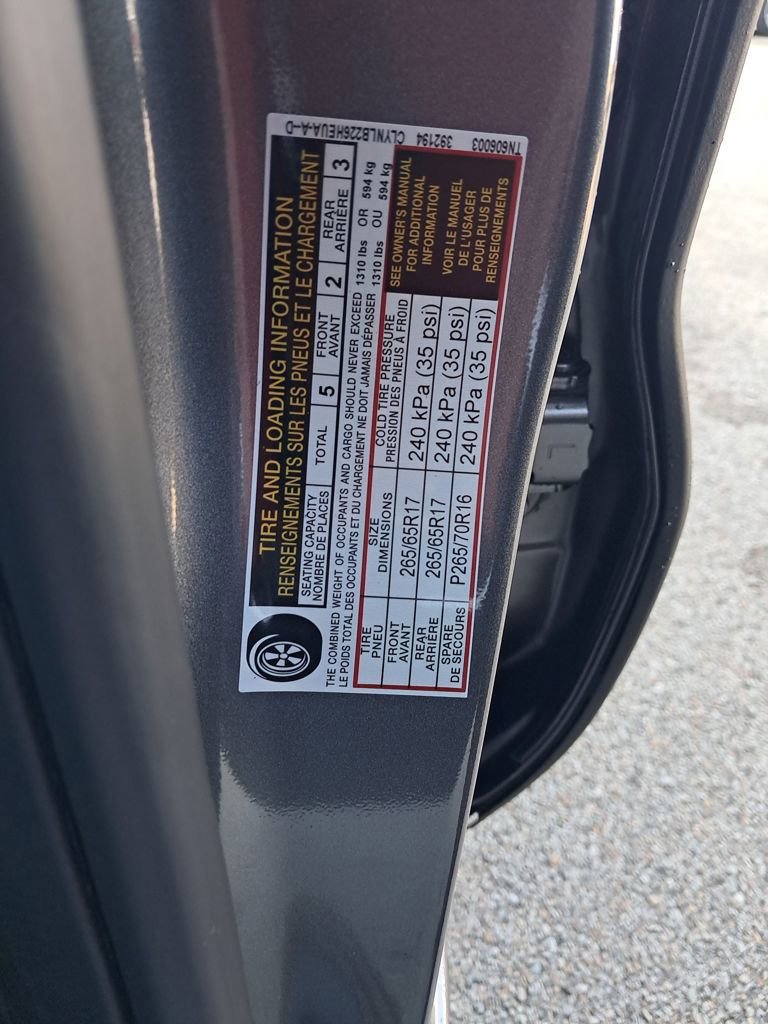 TIRE AND LOADING INFORMATION
RENSEIGNEMENTS SUR LES PNEUS ET LE CHARGEMENT
SEATING CAPACITY
NOMBRE DE PLACES
TOTAL 5
FRONT
AVANT 2
REAR
ARRIÈRE 3
THE COMBINED WEIGHT OF OCCUPANTS AND CARGO SHOULD NEVER EXCEED 1310 lbs OR 594 kg
LE POIDS TOTAL DES OCCUPANTS ET DU CHARGEMENT NE DOIT JAMAIS DÉPASSER 1310 lbs OU 594 kg
TIRE
PNEU
SIZE
DIMENSIONS
COLD TIRE PRESSURE
PRESSION DES PNEUS À FROID
FRONT
AVANT
265/65R17 240 kPa (35 psi)
REAR
ARRIÈRE
265/65R17 240 kPa (35 psi)
SPARE
DE SECOURS
P265/70R16 240 kPa (35 psi)
SEE OWNER'S MANUAL
FOR ADDITIONAL
INFORMATION
VOIR LE MANUEL
DE L'USAGER
POUR PLUS DE
RENSEIGNEMENTS
TN606003 392194 CLYNLB226HEUA-A-D